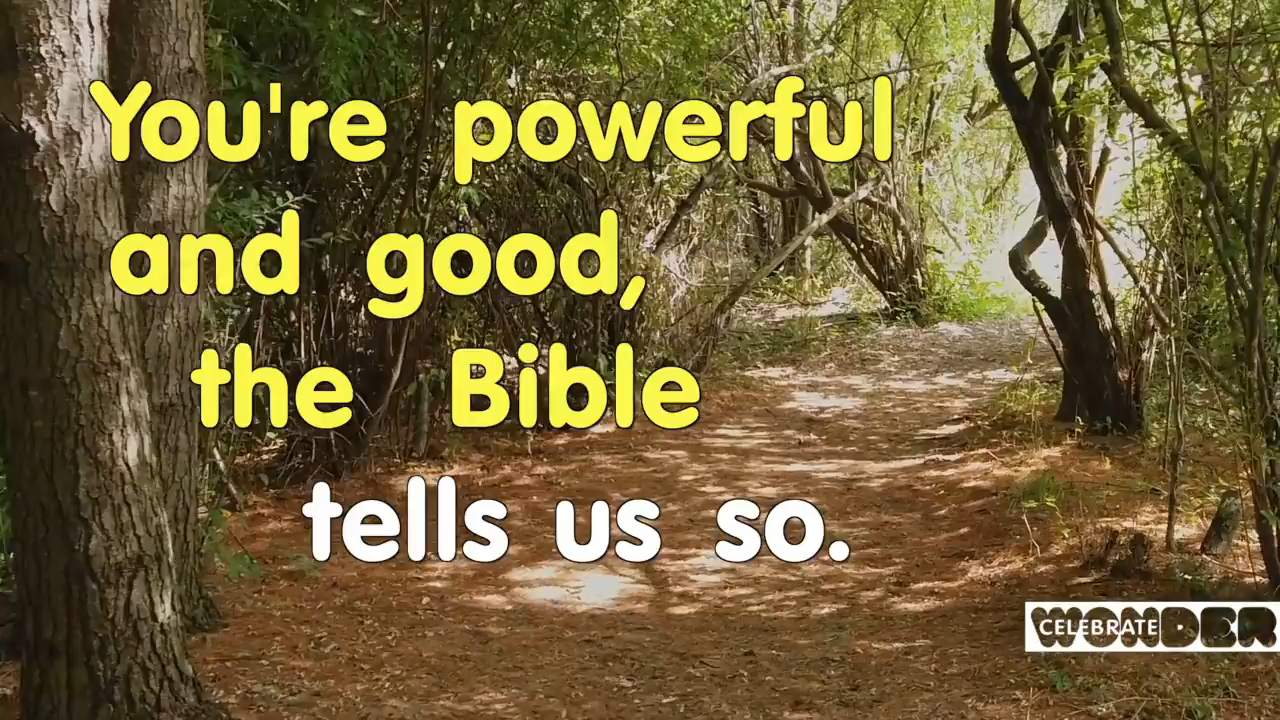 You're powerful
and good,
the Bible
tells us so.
CELEBRATE WONDER